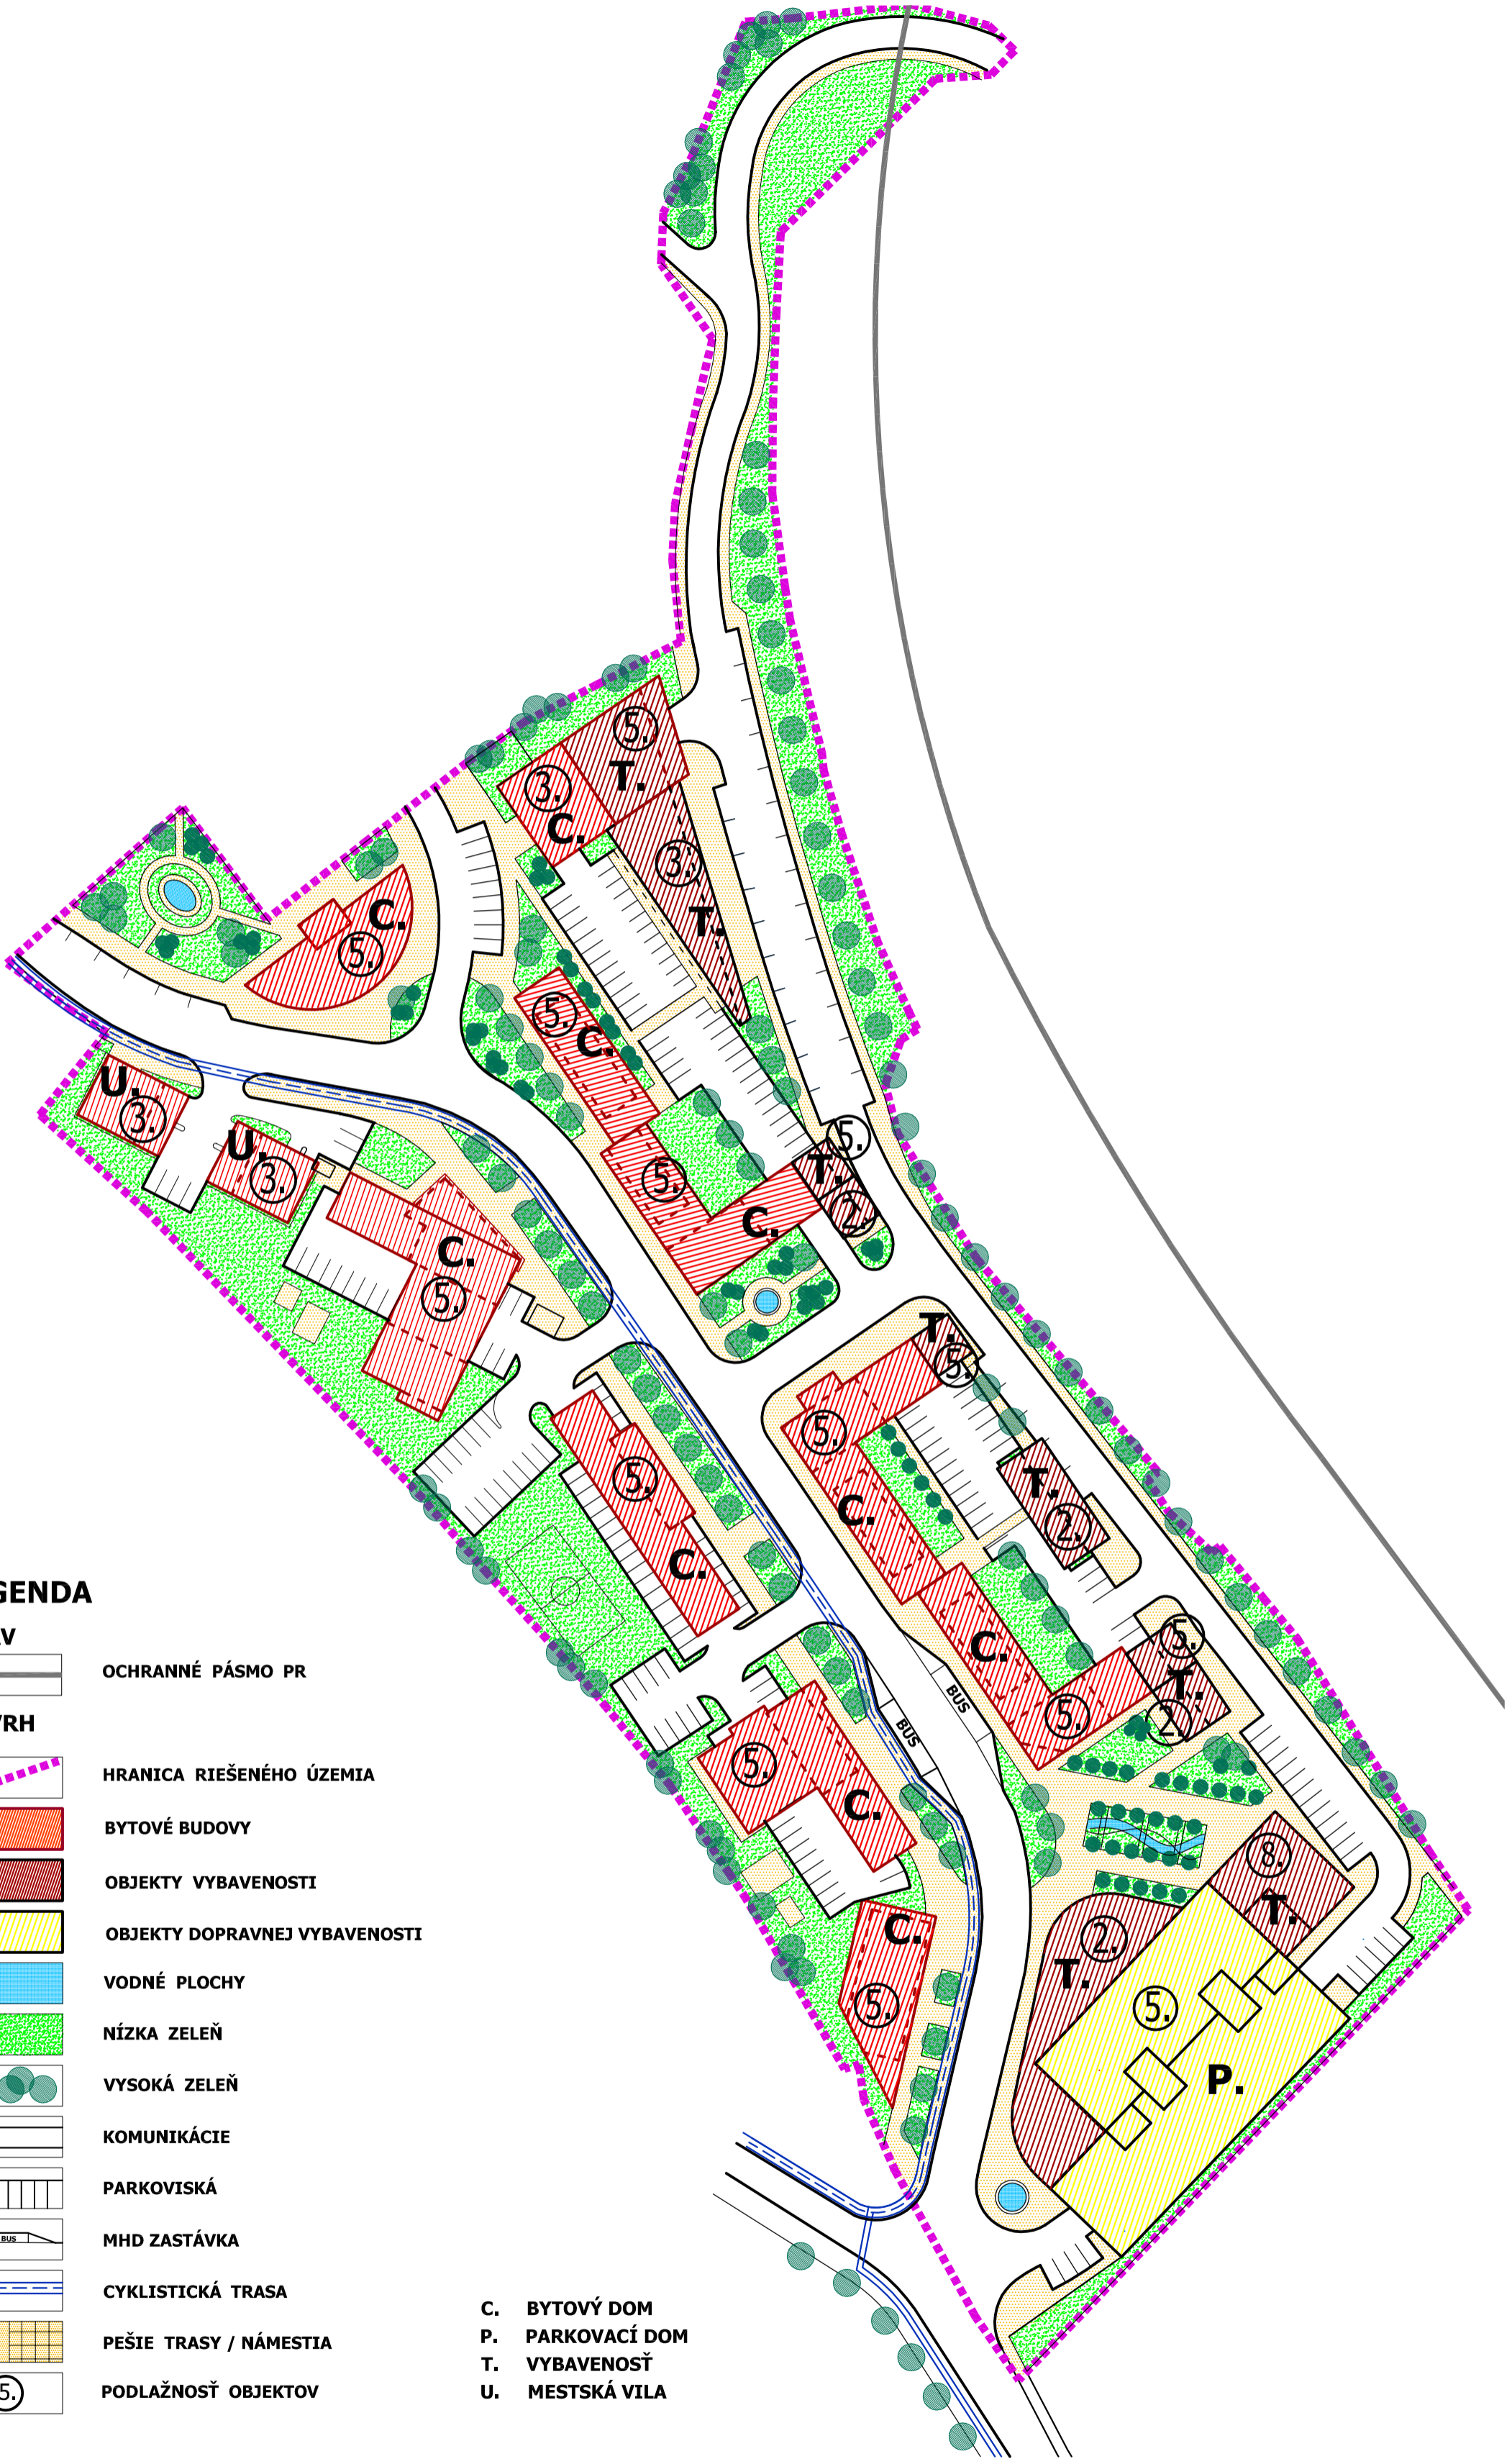 5.
T.
3.
C.
3.
T.
C.
5.
5.
C.
U.
3.
U.
3.
5.
T.
5.
2.
C.
C.
5.
T.
5.
5.
5.
T.
C.
2.
C.
5.
C.
T.
5.
2.
BUS
BUS
5.
C.
8.
T.
C.
2.
T.
5.
5.
P.
GENDA
AV
OCHRANNÉ PÁSMO PR
VRH
HRANICA RIEŠENÉHO ÚZEMIA
BYTOVÉ BUDOVY
OBJEKTY VYBAVENOSTI
OBJEKTY DOPRAVNEJ VYBAVENOSTI
VODNÉ PLOCHY
NÍZKA ZELEŇ
VYSOKÁ ZELEŇ
KOMUNIKÁCIE
PARKOVISKÁ
BUS MHD ZASTÁVKA
CYKLISTICKÁ TRASA
PEŠIE TRASY / NÁMESTIA
5. PODLAŽNOSŤ OBJEKTOV
C. BYTOVÝ DOM
P. PARKOVACÍ DOM
T. VYBAVENOSŤ
U. MESTSKÁ VILA